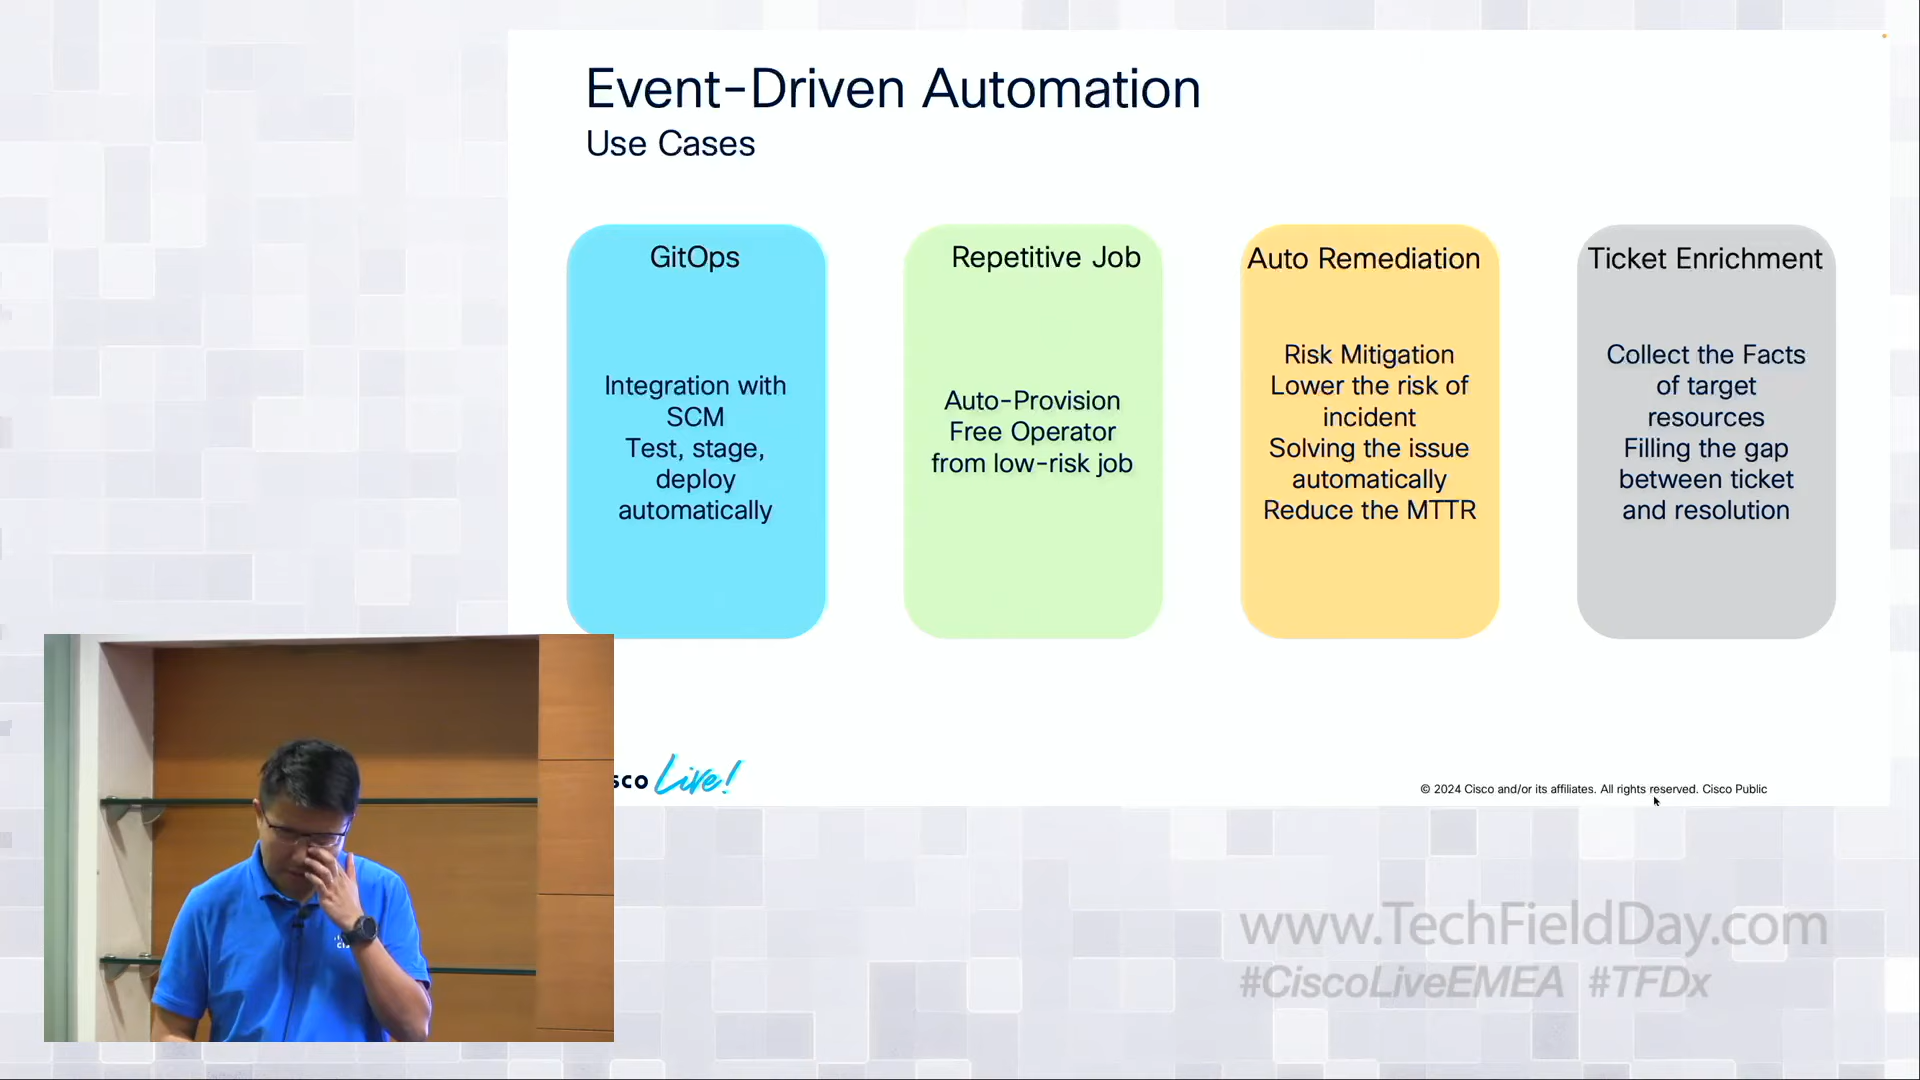 Event-Driven Automation
Use Cases
GitOps
Integration with
SCM
Test, stage,
deploy
automatically
Repetitive Job
Auto-Provision
Free Operator
from low-risk job
Auto Remediation
Risk Mitigation
Lower the risk of
incident
Solving the issue
automatically
Reduce the MTTR
Ticket Enrichment
Collect the Facts
of target
resources
Filling the gap
between ticket
and resolution
sco Live!
© 2024 Cisco and/or its affiliates. All rights reserved. Cisco Public
www.TechFieldDay.com
#CiscoLiveEMEA #TFDx